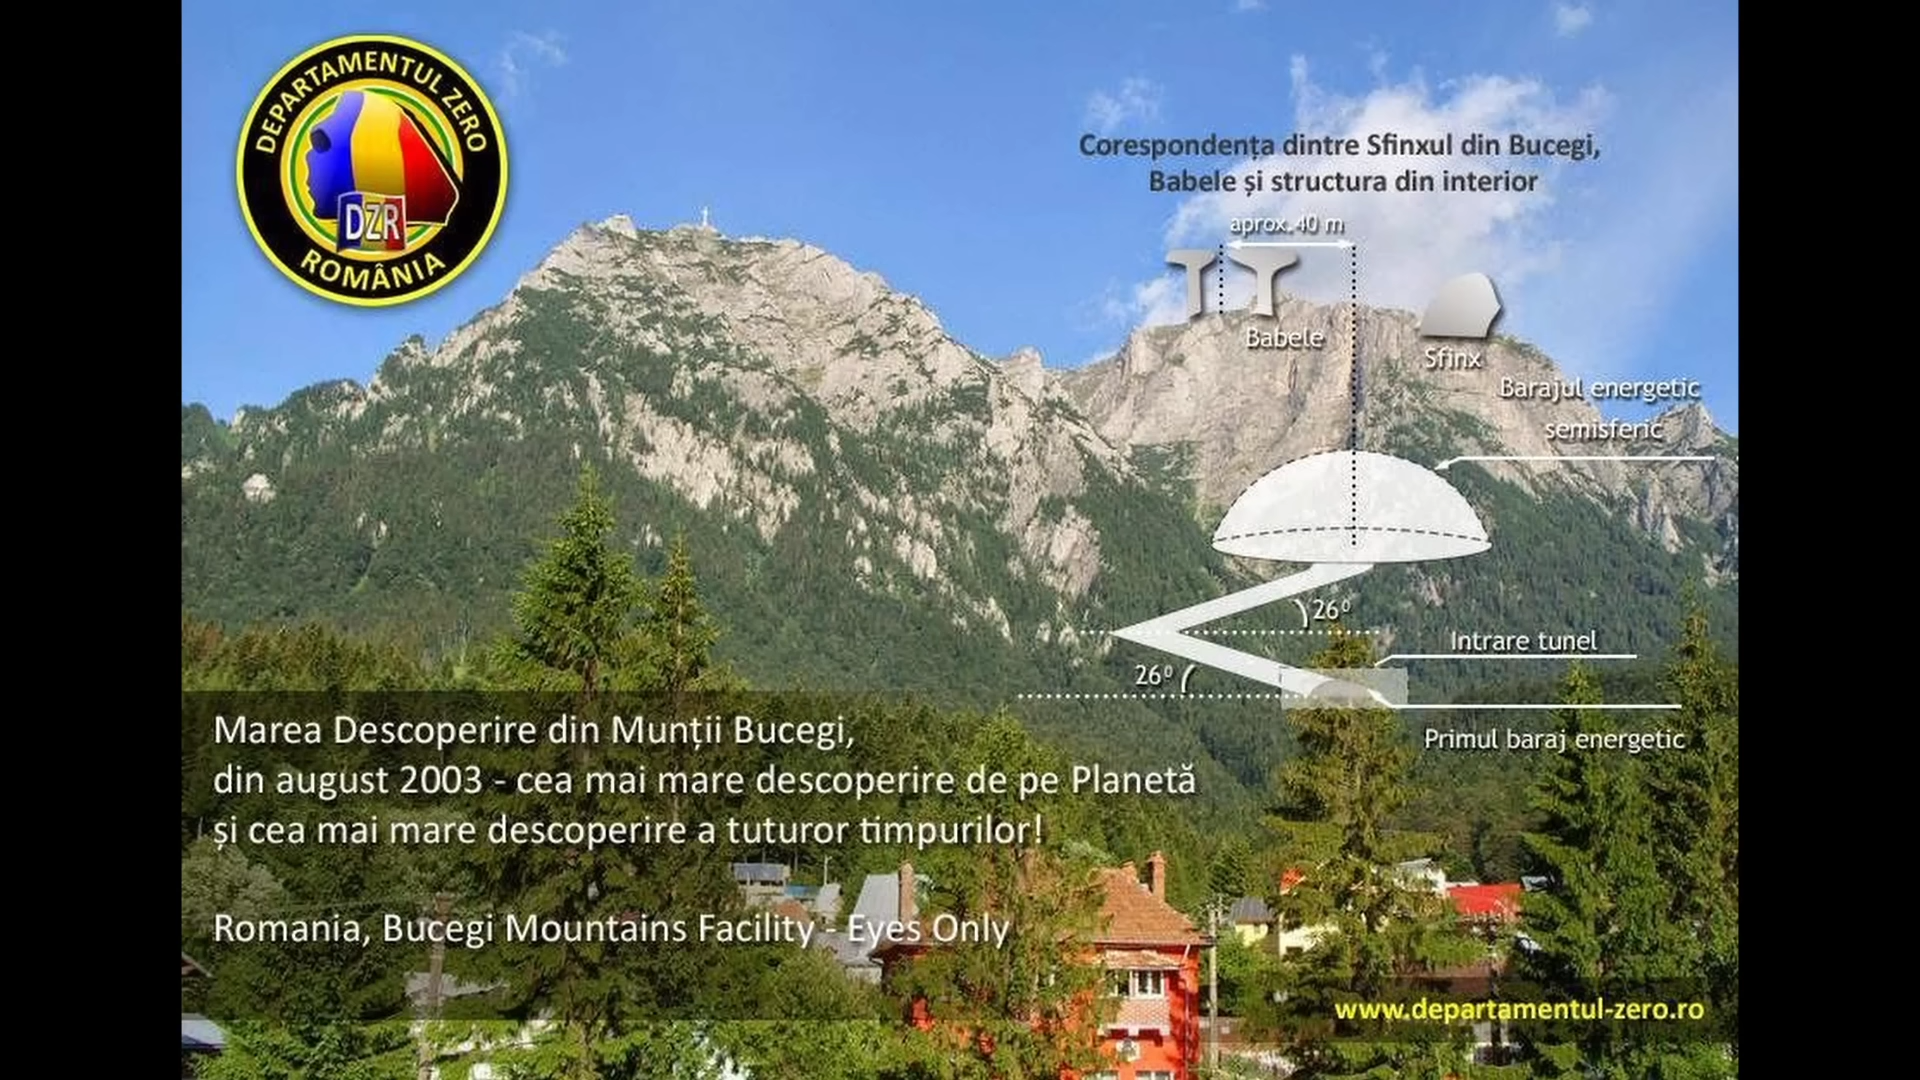 DEPARTAMENTUL ZERO
DZR
ROMÂNIA
Corespondența dintre Sfinxul din Bucegi,
Babele și structura din interior
aprox. 40 m
Babele
Sfinx
Barajul energetic
semisferic
26⁰
Intrare tunel
26⁰
Primul baraj energetic
Marea Descoperire din Munții Bucegi,
din august 2003 - cea mai mare descoperire de pe Planetă
și cea mai mare descoperire a tuturor timpurilor!
Romania, Bucegi Mountains Facility - Eyes Only
www.departamentul-zero.ro